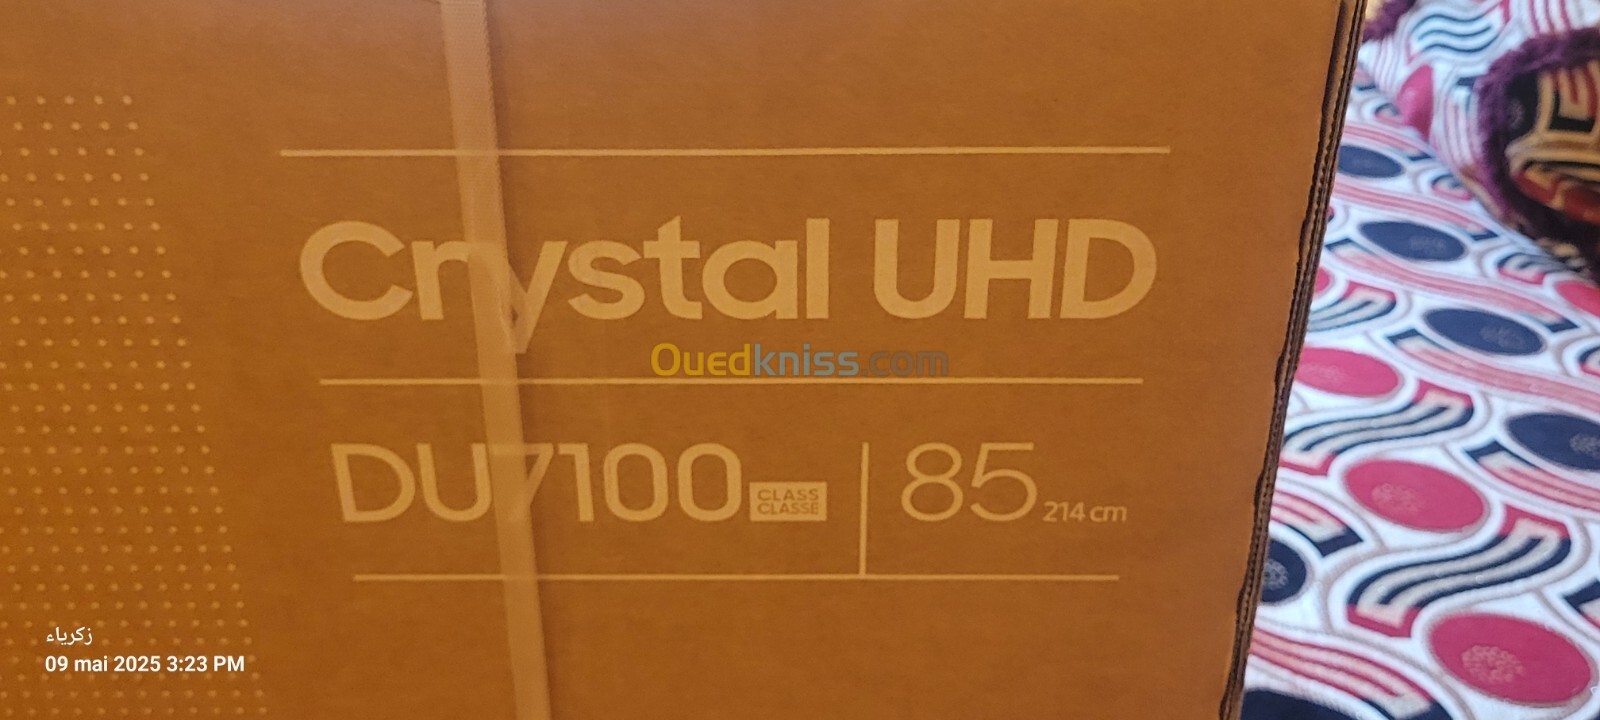 Crystal UHD
Ouedkniss.com
DU7100 CLASS CLASSE 85 214 cm
زكرياء
09 mai 2025 3:23 PM